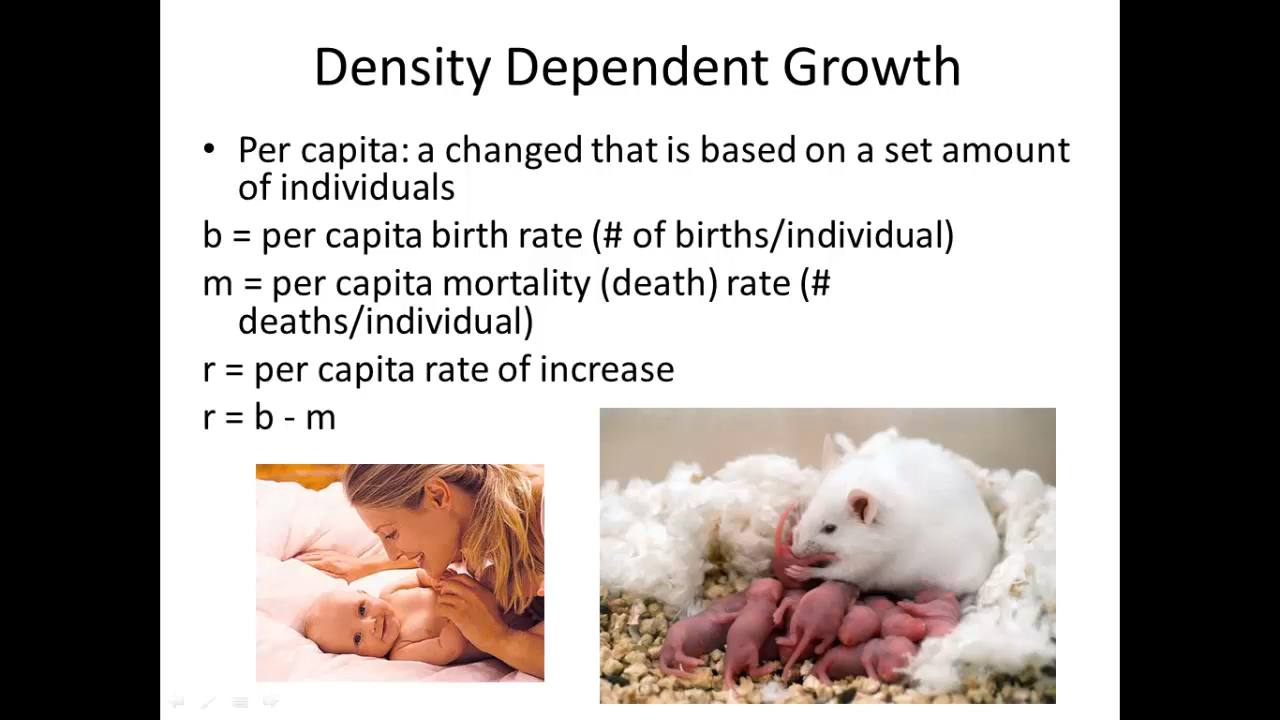 Density Dependent Growth
• Per capita: a changed that is based on a set amount
of individuals
b = per capita birth rate (# of births/individual)
m = per capita mortality (death) rate (#
deaths/individual)
r = per capita rate of increase
r = b - m